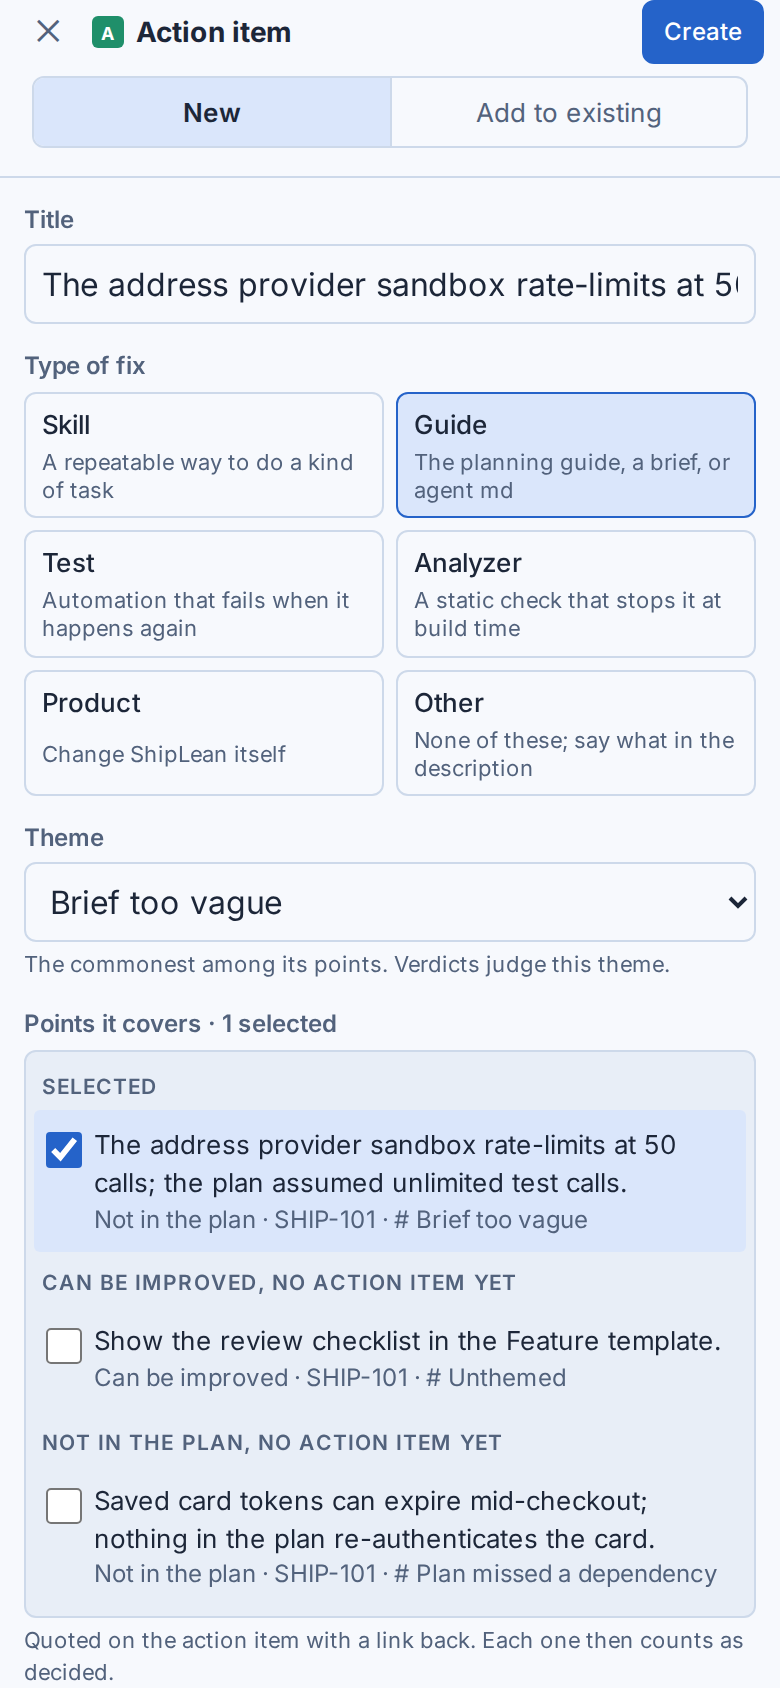 A Action item
Create
New
Add to existing
Title
The address provider sandbox rate-limits at 50
Type of fix
Skill
A repeatable way to do a kind
of task
Guide
The planning guide, a brief, or
agent md
Test
Automation that fails when it
happens again
Analyzer
A static check that stops it at
build time
Product
Change ShipLean itself
Other
None of these; say what in the
description
Theme
Brief too vague
The commonest among its points. Verdicts judge this theme.
Points it covers · 1 selected
SELECTED
The address provider sandbox rate-limits at 50
calls; the plan assumed unlimited test calls.
Not in the plan · SHIP-101 · # Brief too vague
CAN BE IMPROVED, NO ACTION ITEM YET
Show the review checklist in the Feature template.
Can be improved · SHIP-101 · # Unthemed
NOT IN THE PLAN, NO ACTION ITEM YET
Saved card tokens can expire mid-checkout;
nothing in the plan re-authenticates the card.
Not in the plan · SHIP-101 · # Plan missed a dependency
Quoted on the action item with a link back. Each one then counts as
decided.